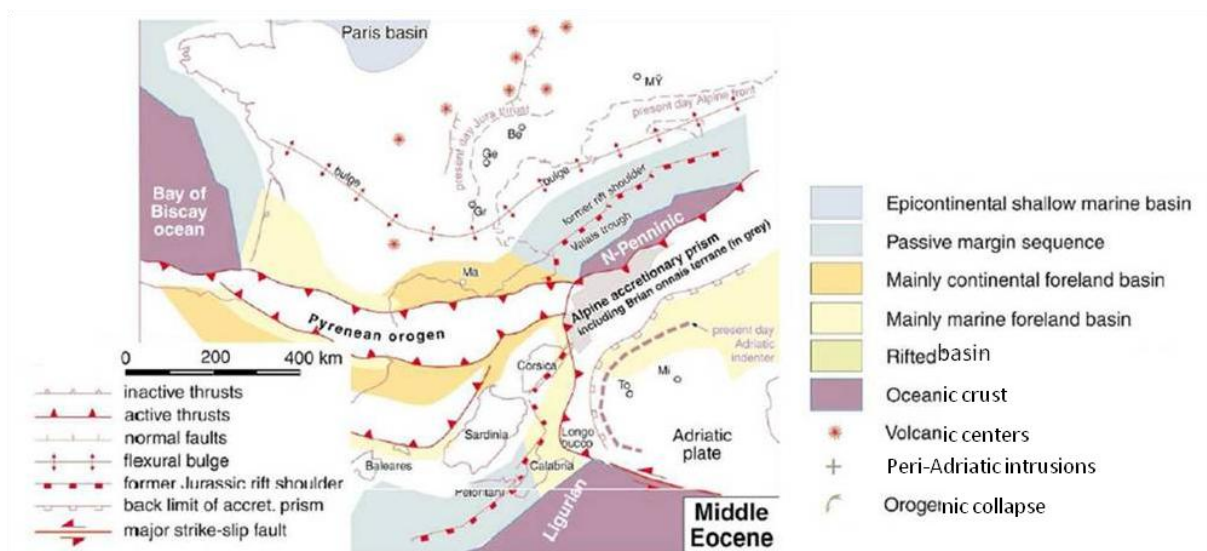 Paris basin
MY
present day Alpine front
present day Jura thrust
Be
Ge
Gr
bulge
bulge
Bay of
Biscay
ocean
former rift shoulder
Valais trough
N-Penninic
Ma
Alpine accretionary prism
including Brian onnais terrane (in grey)
Pyrenean orogen
present day
Adriatic
indenter
Corsica
To
Mi
Sardinia
Longo
bucco
Adriatic
plate
Baleares
Calabria
Peloritani
Ligurian
Middle
Eocene
0 200 400 km
inactive thrusts
active thrusts
normal faults
flexural bulge
former Jurassic rift shoulder
back limit of accret. prism
major strike-slip fault
Epicontinental shallow marine basin
Passive margin sequence
Mainly continental foreland basin
Mainly marine foreland basin
Rifted basin
Oceanic crust
Volcanic centers
Peri-Adriatic intrusions
Orogenic collapse